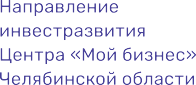 Направление
инвестразвития
Центра «Мой бизнес»
Челябинской области